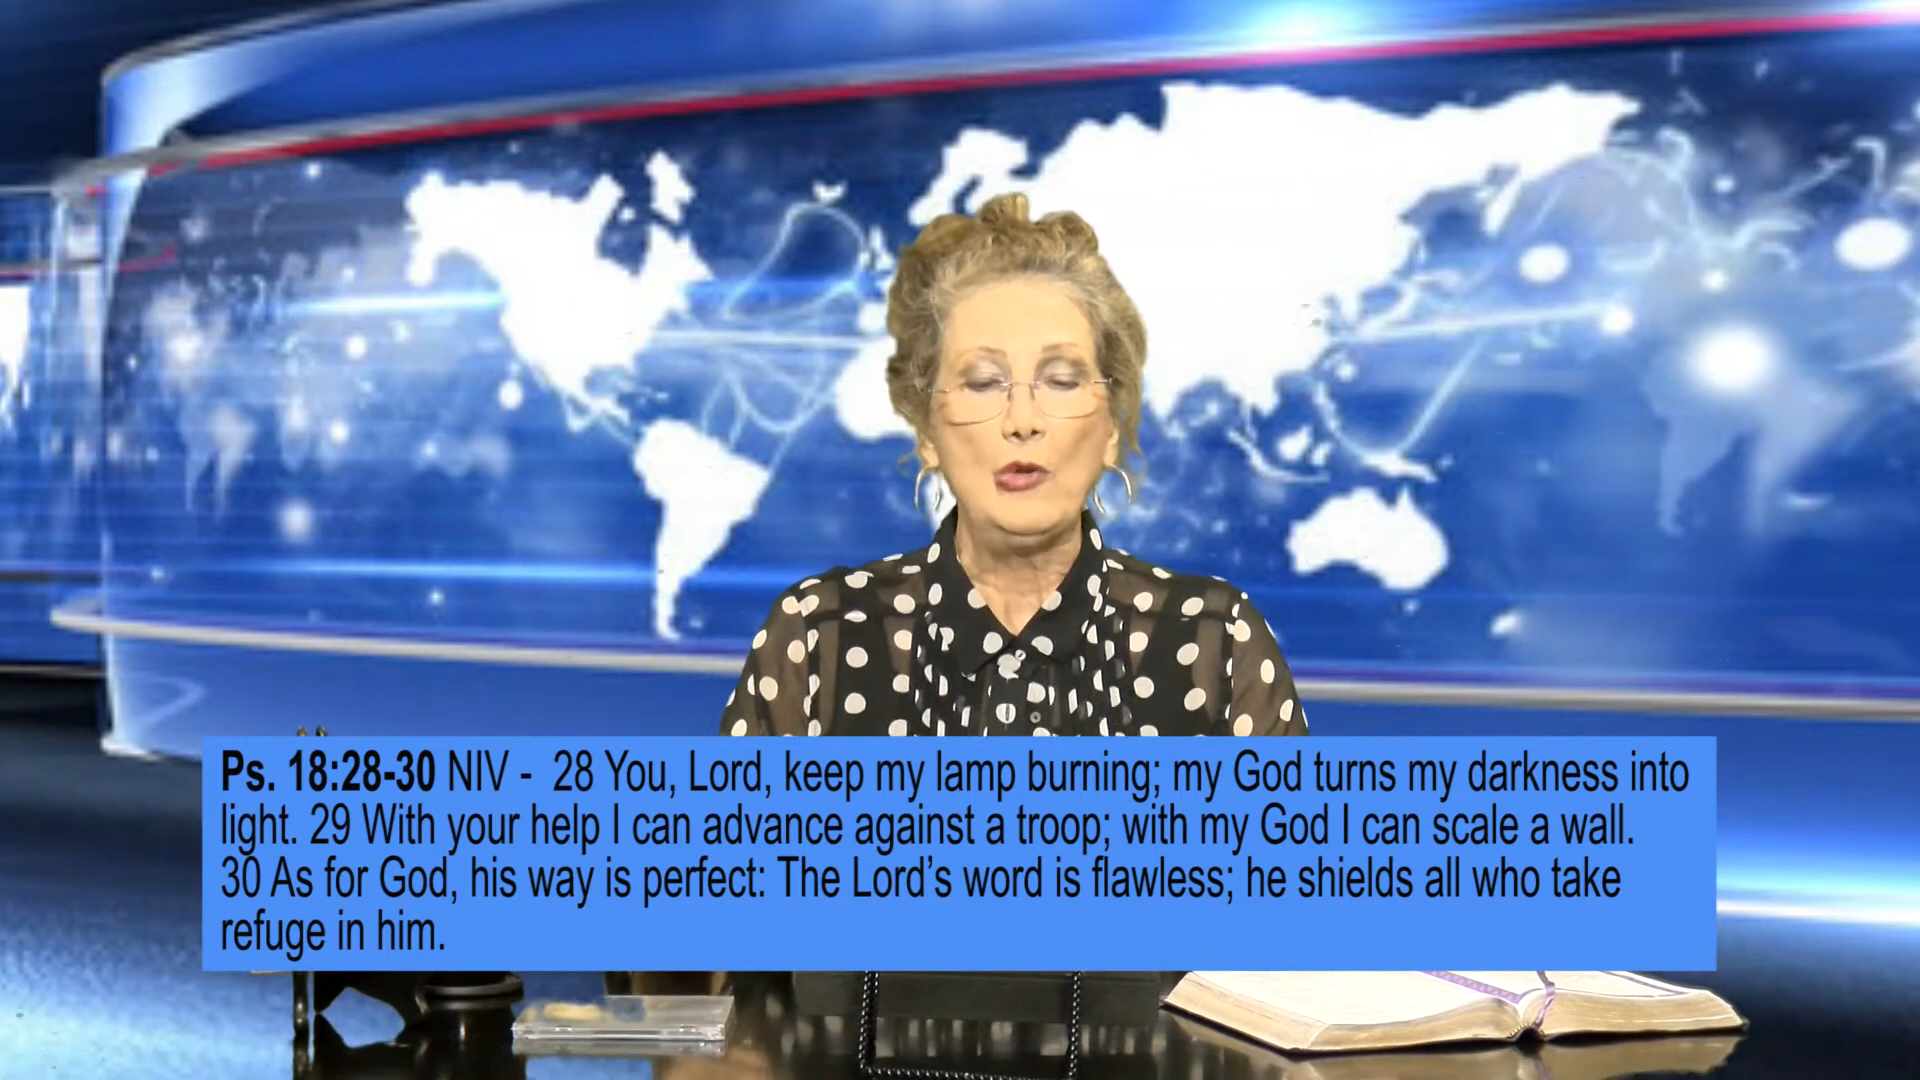 Ps. 18:28-30 NIV -  28 You, Lord, keep my lamp burning; my God turns my darkness into
light. 29 With your help I can advance against a troop; with my God I can scale a wall.
30 As for God, his way is perfect: The Lord’s word is flawless; he shields all who take
refuge in him.